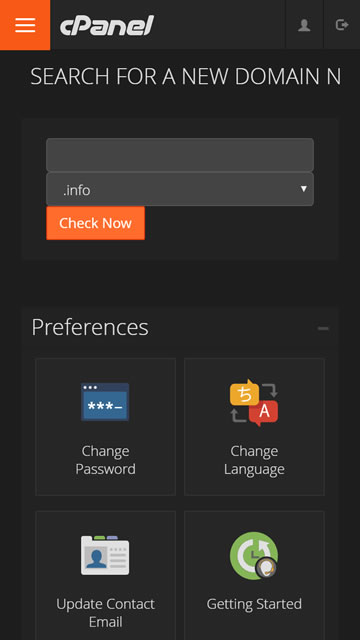 cPanel
SEARCH FOR A NEW DOMAIN N
.info
Check Now
Preferences
***–
ち
A
Change
Password
Change
Language
Update Contact
Email
Getting Started